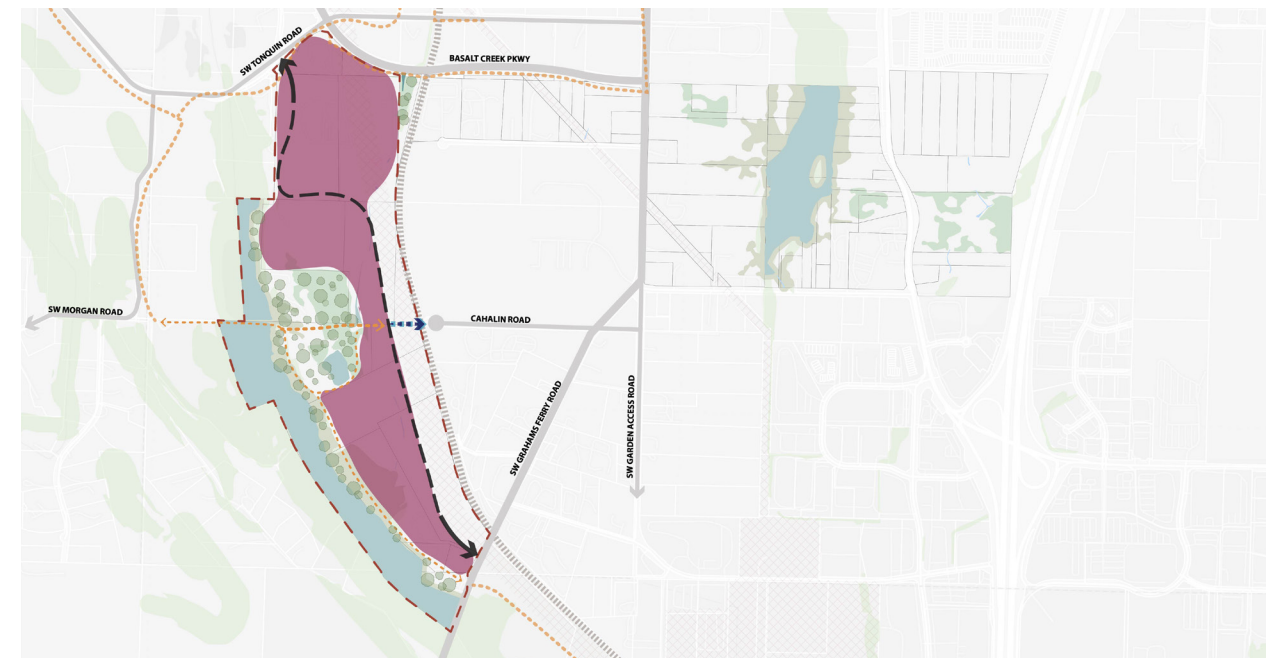 SW TONQUIN ROAD
BASALT CREEK PKWY
SW MORGAN ROAD
CAHALIN ROAD
SW GRAHAMS FERRY ROAD
SW GARDEN ACCESS ROAD